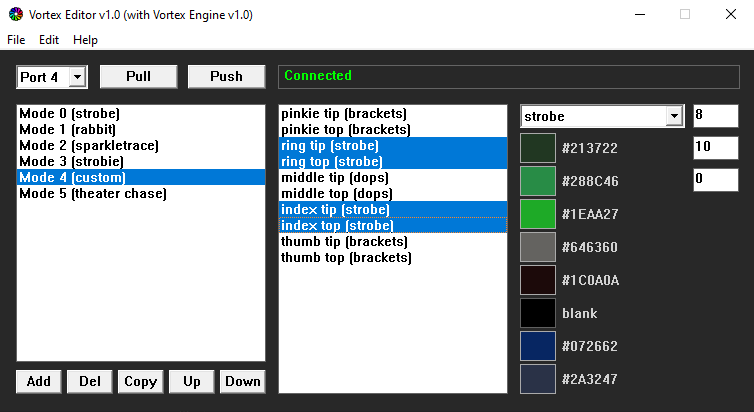 Vortex Editor v1.0 (with Vortex Engine v1.0)
File Edit Help
Port 4 Pull Push Connected
Mode 0 (strobe)
Mode 1 (rabbit)
Mode 2 (sparkletrace)
Mode 3 (strobie)
Mode 4 (custom)
Mode 5 (theater chase)
Add Del Copy Up Down
pinkie tip (brackets)
pinkie top (brackets)
ring tip (strobe)
ring top (strobe)
middle tip (dops)
middle top (dops)
index tip (strobe)
index top (strobe)
thumb tip (brackets)
thumb top (brackets)
strobe
#213722
#288C46
#1EAA27
#646360
#1C0A0A
blank
#072662
#2A3247
8
10
0